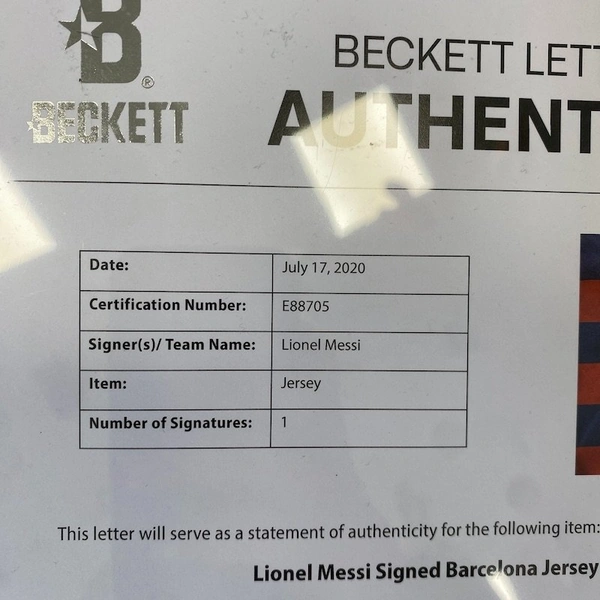 B
®
BECKETT
BECKETT LETT
AUTHENT
Date: July 17, 2020
Certification Number: E88705
Signer(s)/ Team Name: Lionel Messi
Item: Jersey
Number of Signatures: 1
This letter will serve as a statement of authenticity for the following item:
Lionel Messi Signed Barcelona Jersey